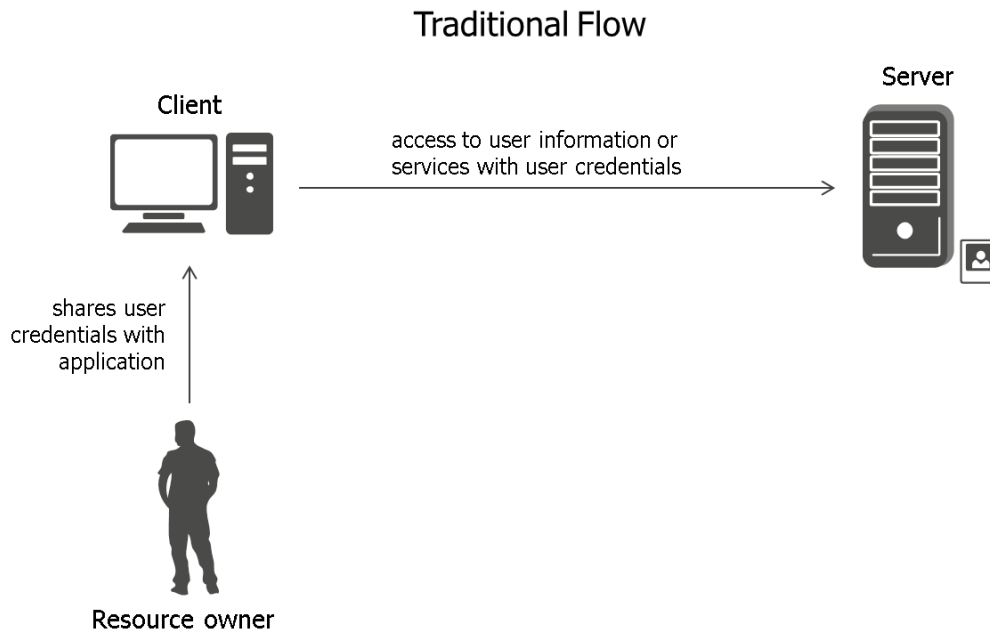 Traditional Flow
Server
Client
access to user information or
services with user credentials
shares user
credentials with
application
Resource owner